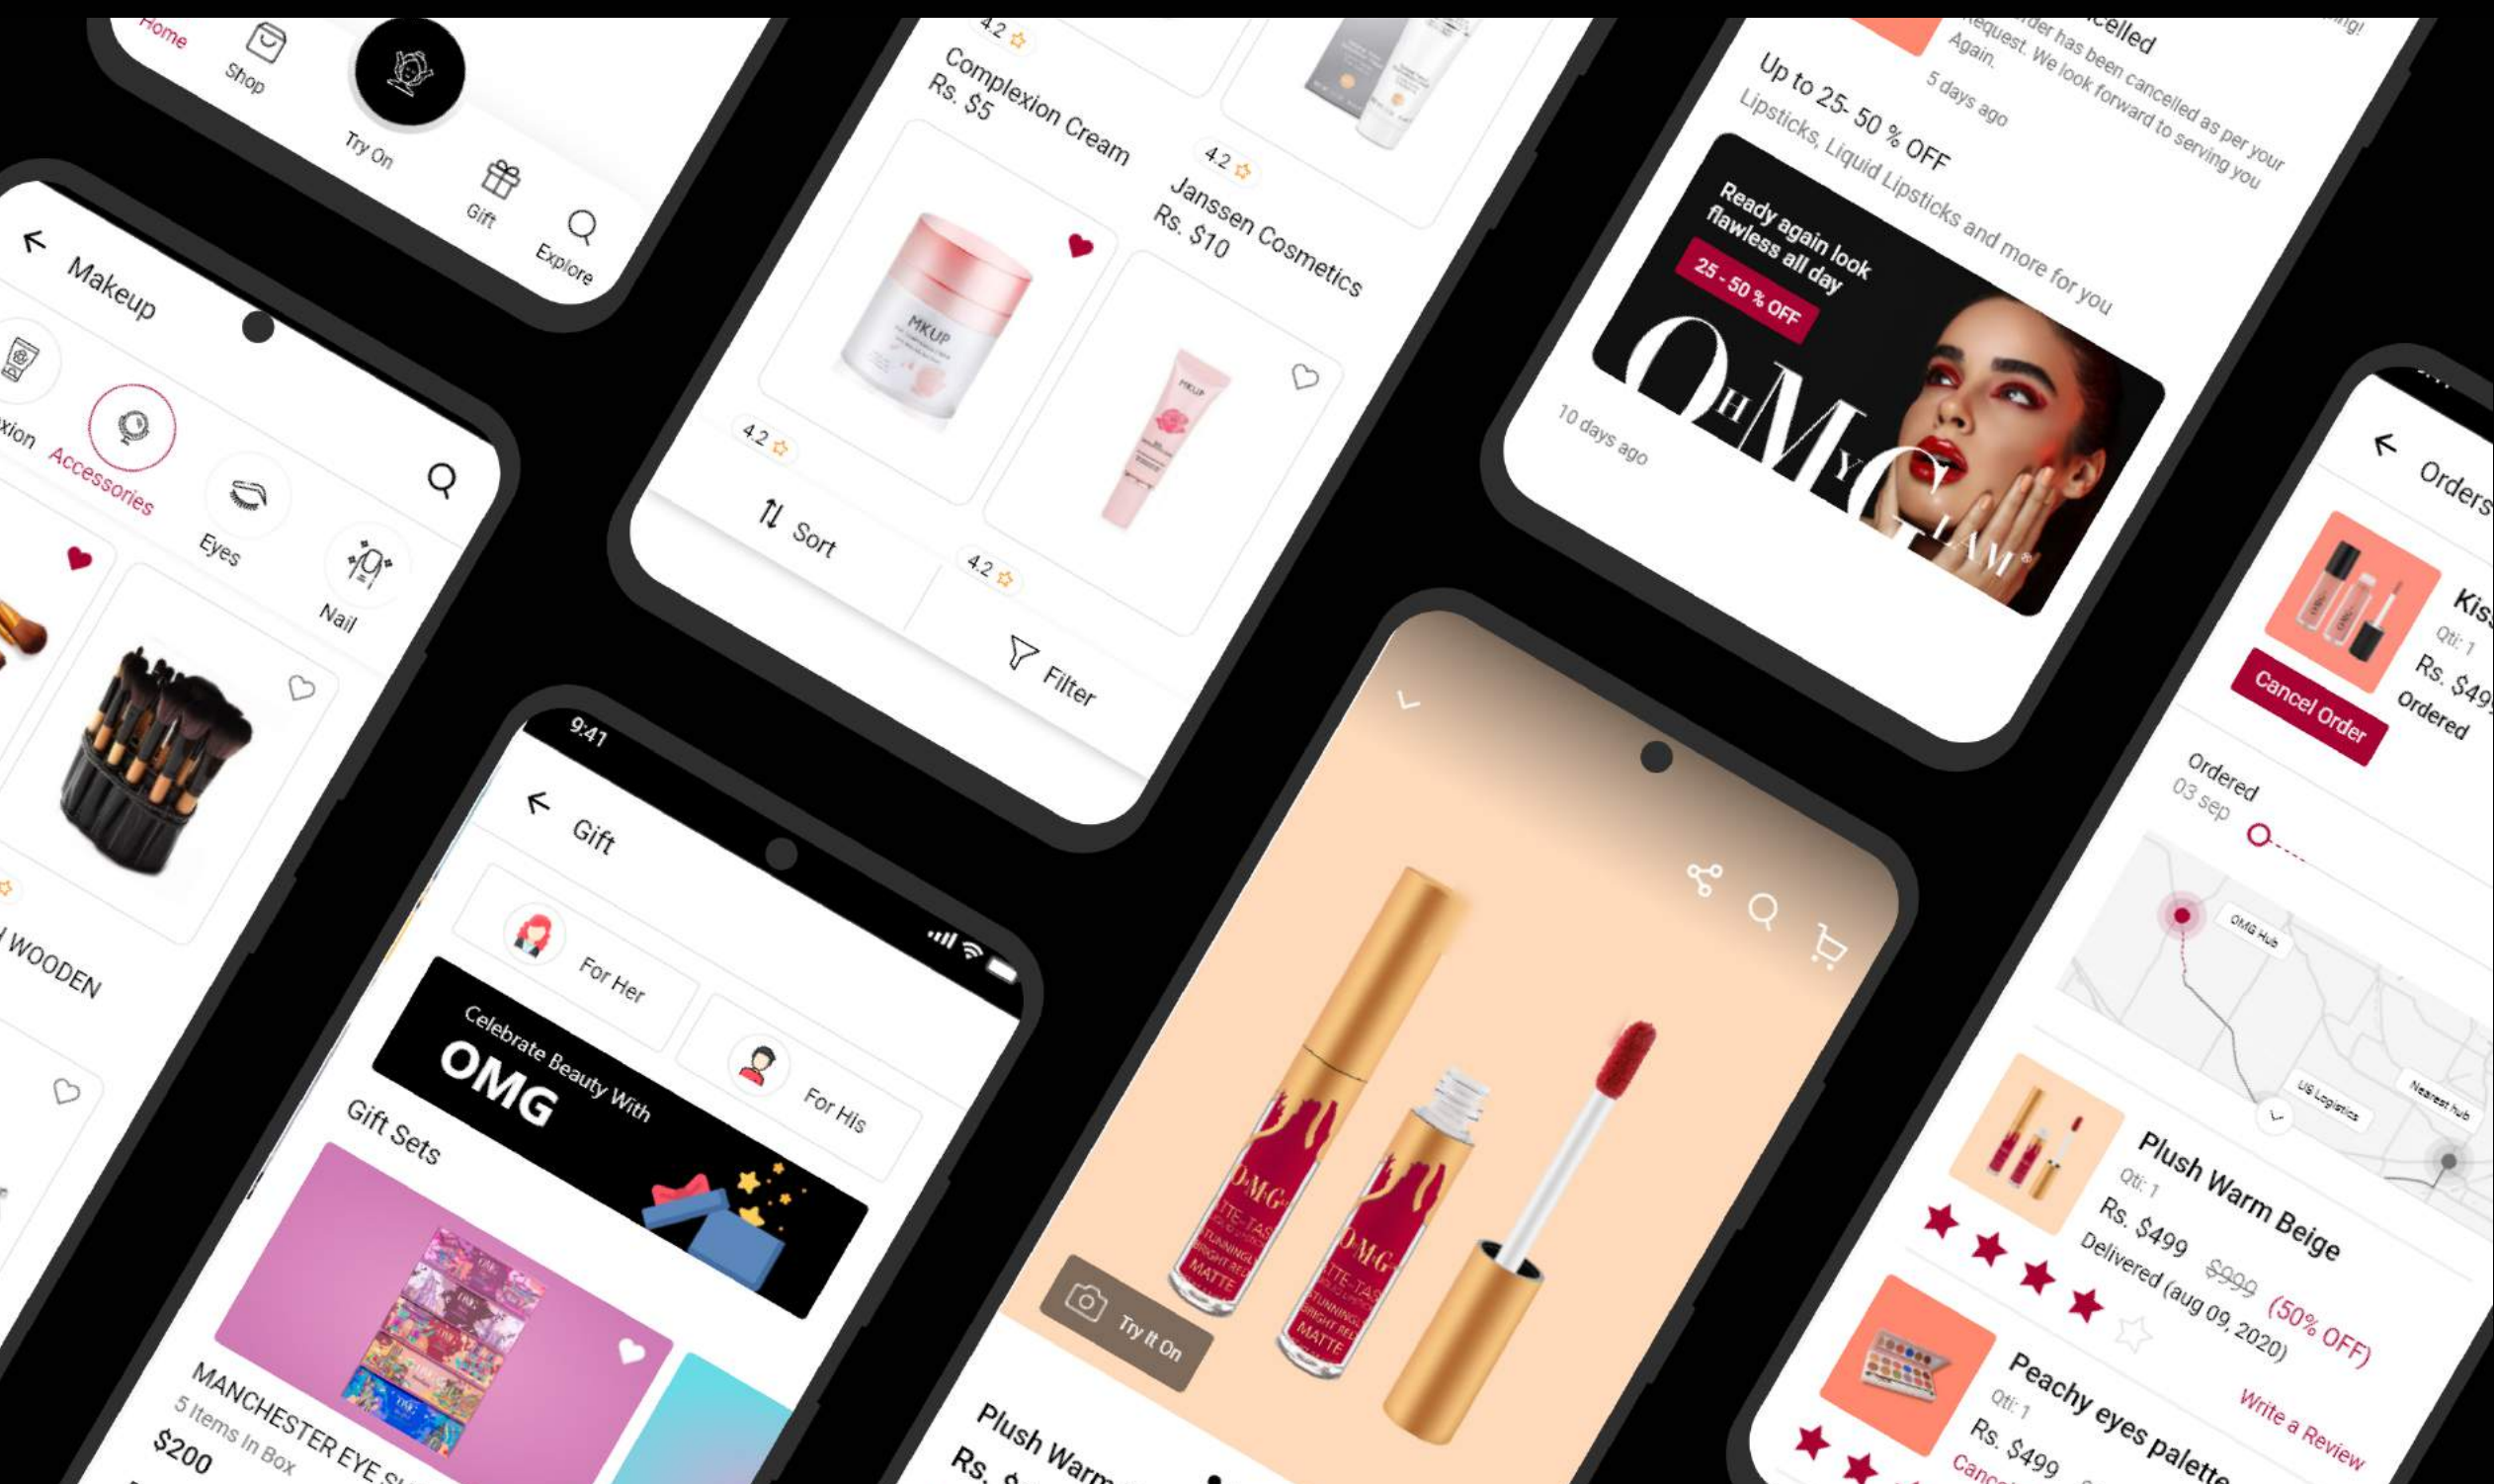 Home
Shop
Try On
Gift
Explore
Makeup
Accessories
Eyes
Nail
WOODEN
4.2
Complexion Cream
Rs. $5
4.2
Janssen Cosmetics
Rs. $10
MKUP
MKUP
4.2
4.2
Sort
Filter
9:41
Gift
For Her
For His
Celebrate Beauty With
OMG
Gift Sets
MANCHESTER EYE
5 Items In Box
$200
has been cancelled as per your
Request. We look forward to serving you
Again.
5 days ago
Up to 25- 50 % OFF
Lipsticks, Liquid Lipsticks and more for you
Ready again look
flawless all day
25 - 50 % OFF
OH MY GLAM®
10 days ago
O.M.G
MATTE
O.M.G
MATTE
Try It On
Plush Warm
Rs.
Orders
Qti: 1
Rs. $49
Ordered
Cancel Order
Ordered
03 sep
OMG Hub
US Logistics
Nearest hub
Plush Warm Beige
Qti: 1
Rs. $499 $999 (50% OFF)
Delivered (aug 09, 2020)
Write a Review
Peachy eyes palette
Qti: 1
Rs. $499